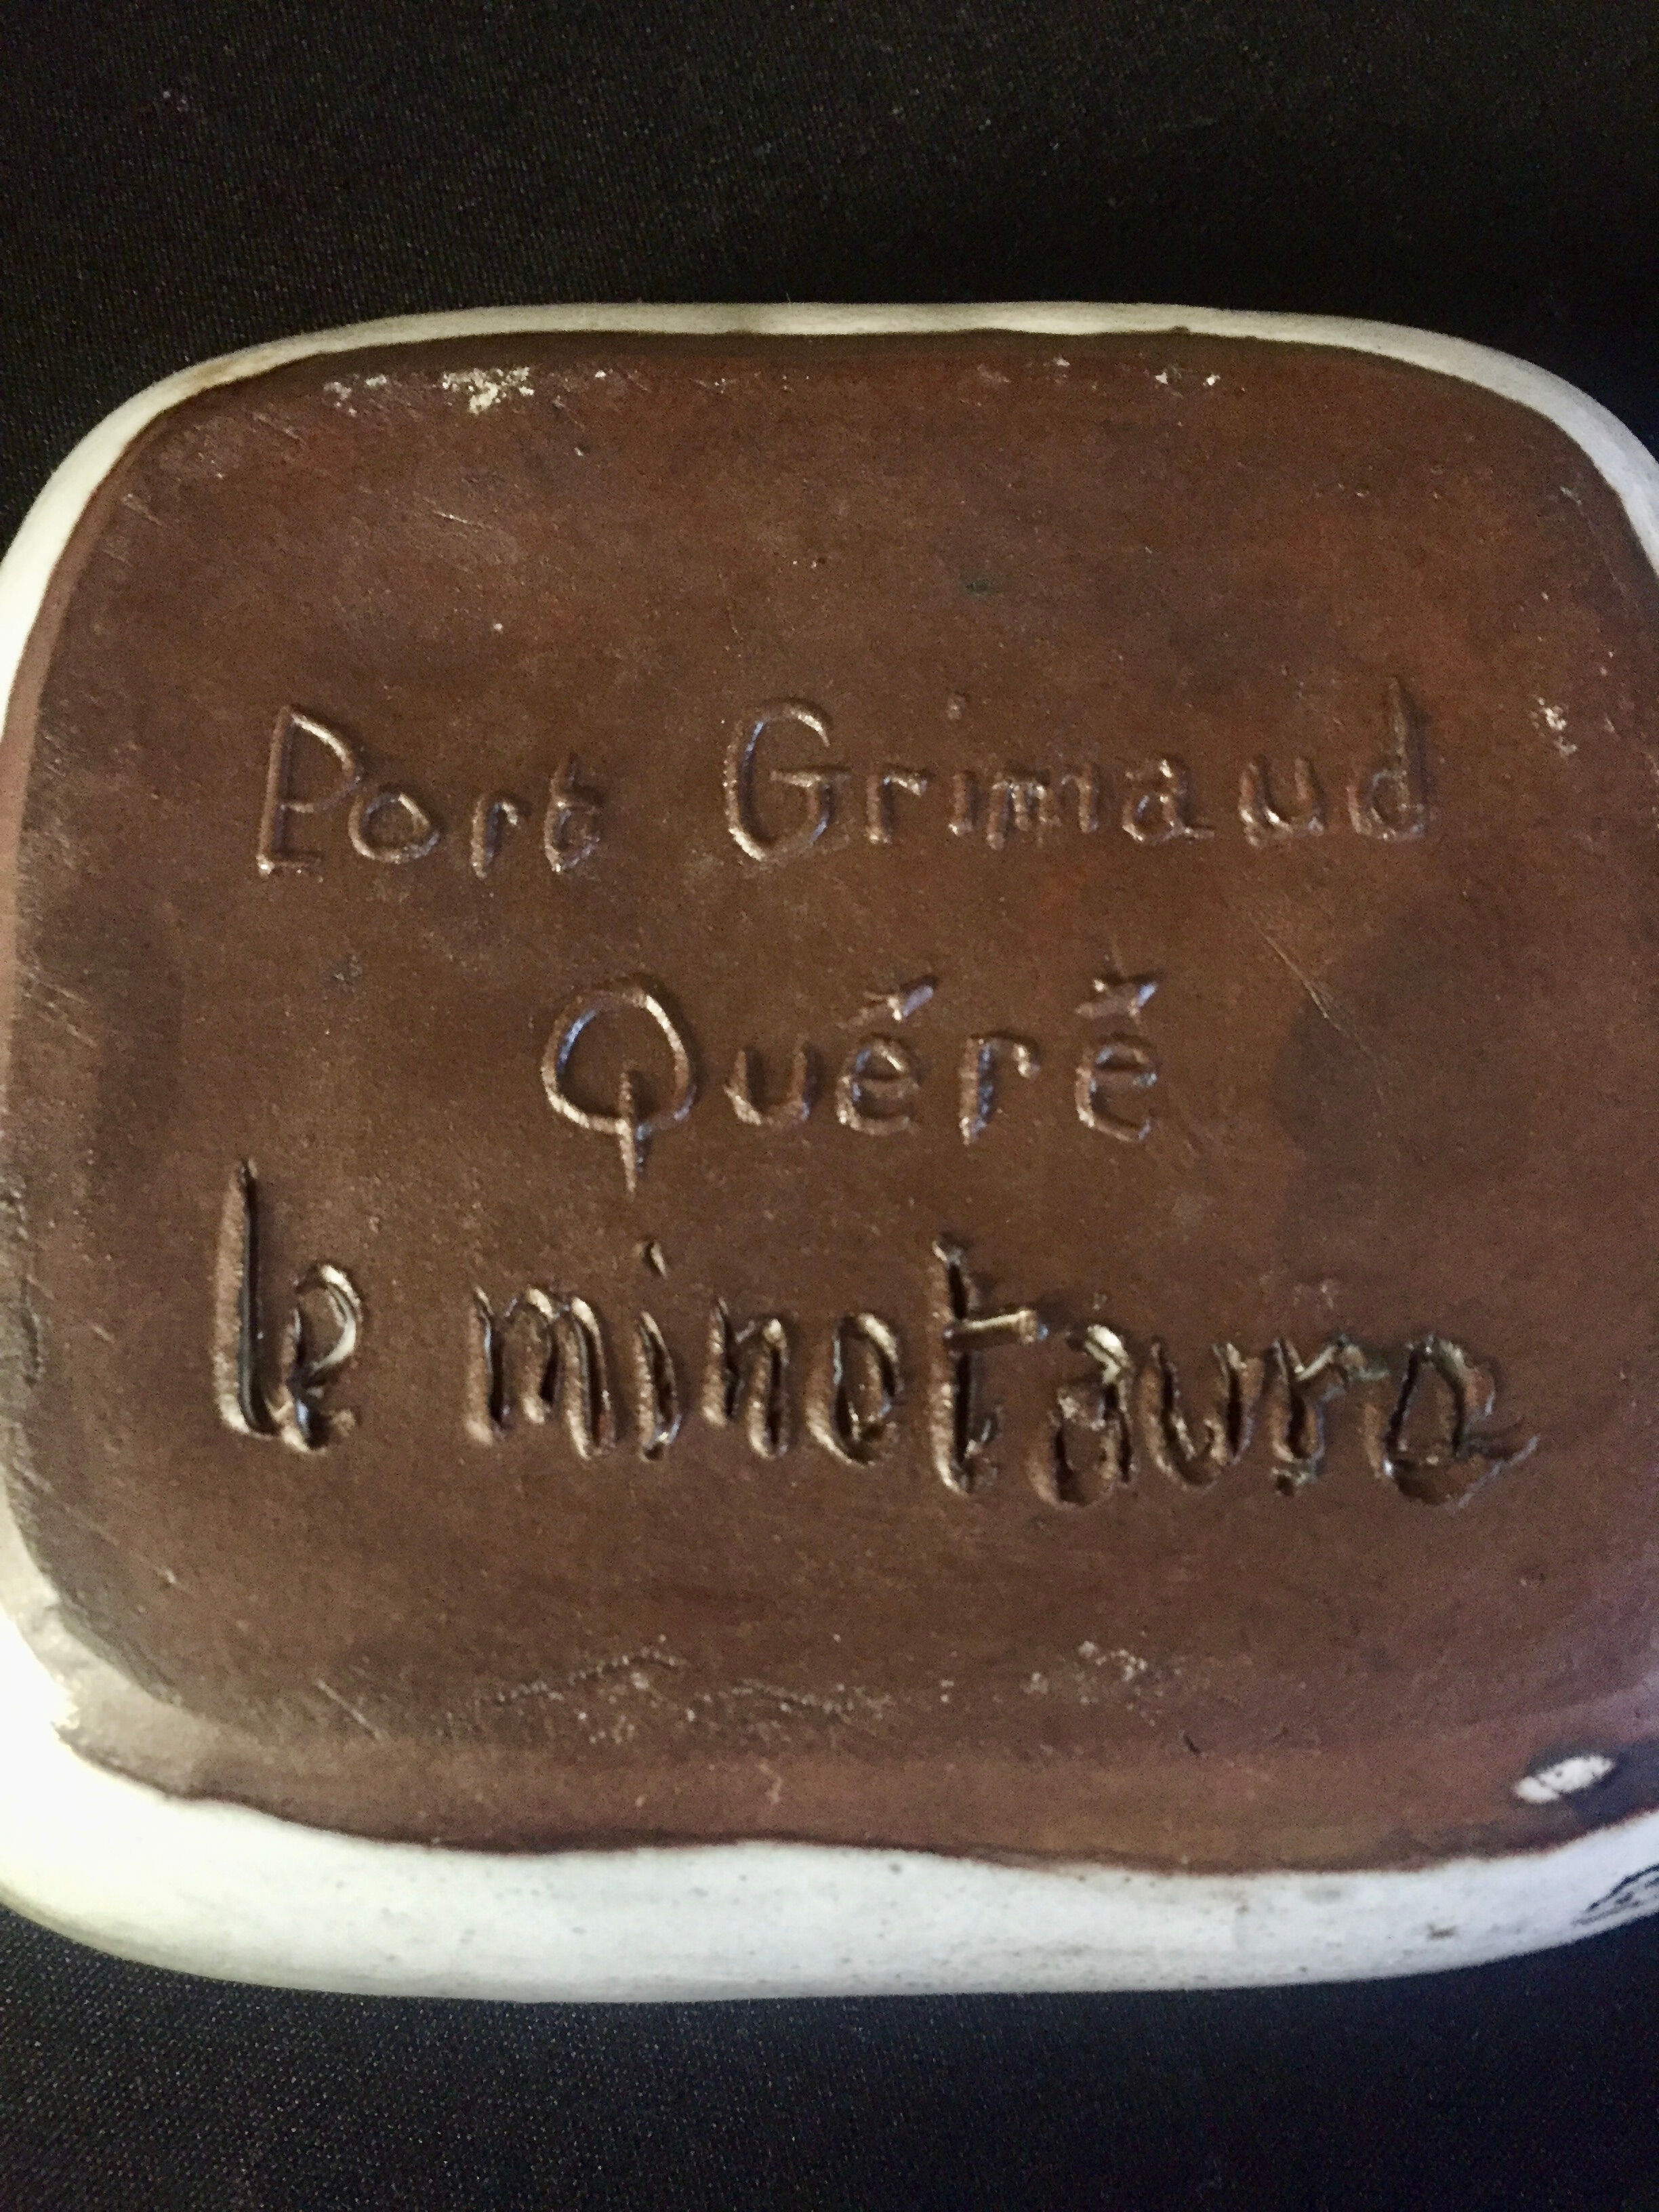 Port Grimaud
Quéré
le minotaure